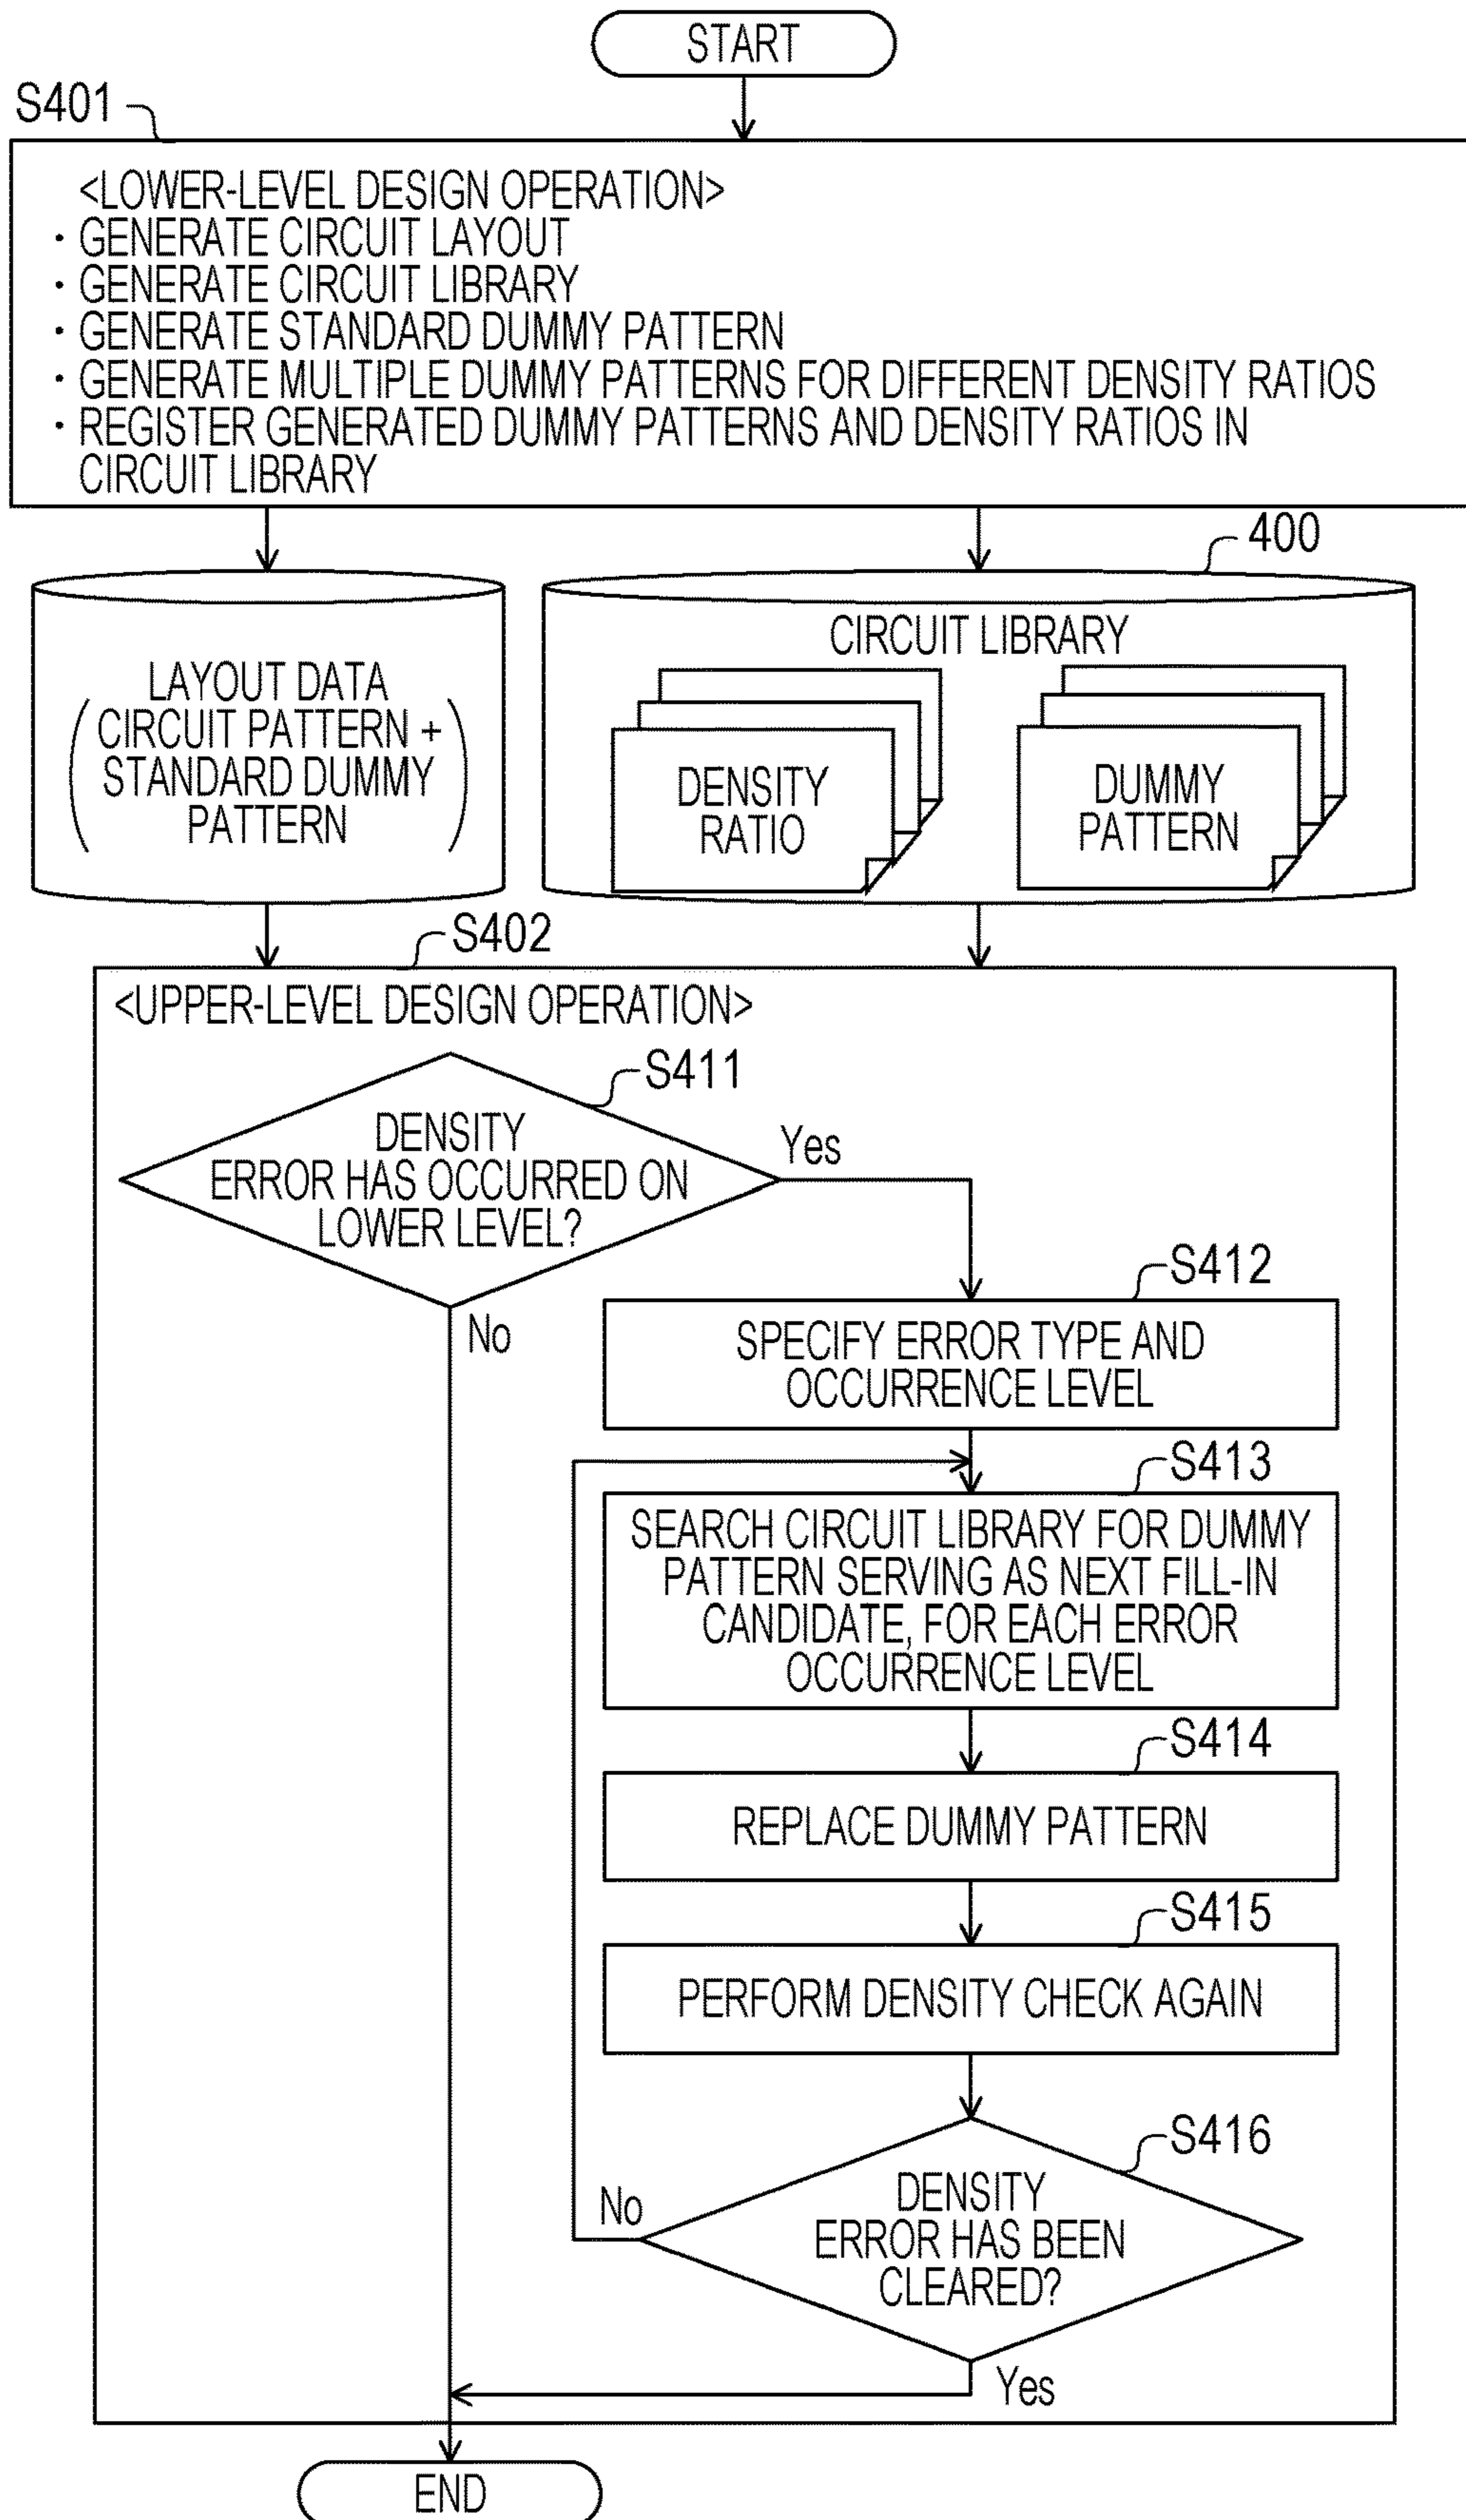 START
S401
<LOWER-LEVEL DESIGN OPERATION>
· GENERATE CIRCUIT LAYOUT
· GENERATE CIRCUIT LIBRARY
· GENERATE STANDARD DUMMY PATTERN
· GENERATE MULTIPLE DUMMY PATTERNS FOR DIFFERENT DENSITY RATIOS
· REGISTER GENERATED DUMMY PATTERNS AND DENSITY RATIOS IN
CIRCUIT LIBRARY
400
LAYOUT DATA
(CIRCUIT PATTERN +
STANDARD DUMMY
PATTERN)
CIRCUIT LIBRARY
DENSITY
RATIO
DUMMY
PATTERN
S402
<UPPER-LEVEL DESIGN OPERATION>
S411
DENSITY
ERROR HAS OCCURRED ON
LOWER LEVEL?
Yes
No
S412
SPECIFY ERROR TYPE AND
OCCURRENCE LEVEL
S413
SEARCH CIRCUIT LIBRARY FOR DUMMY
PATTERN SERVING AS NEXT FILL-IN
CANDIDATE, FOR EACH ERROR
OCCURRENCE LEVEL
S414
REPLACE DUMMY PATTERN
S415
PERFORM DENSITY CHECK AGAIN
S416
DENSITY
ERROR HAS BEEN
CLEARED?
No
Yes
END